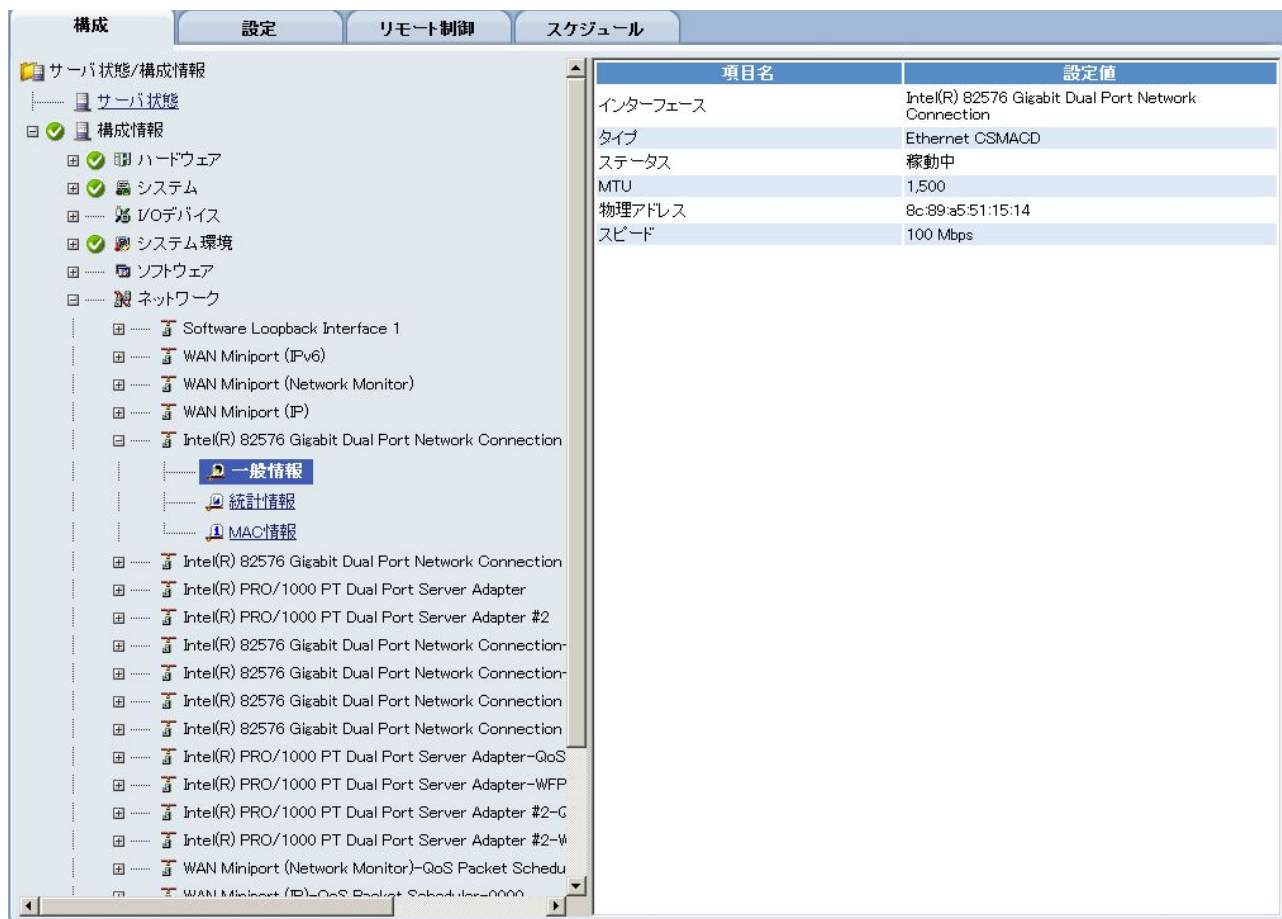 構成
設定
リモート制御
スケジュール
サーバ状態/構成情報
サーバ状態
構成情報
ハードウェア
システム
I/Oデバイス
システム環境
ソフトウェア
ネットワーク
Software Loopback Interface 1
WAN Miniport (IPv6)
WAN Miniport (Network Monitor)
WAN Miniport (IP)
Intel(R) 82576 Gigabit Dual Port Network Connection
一般情報
統計情報
MAC情報
Intel(R) 82576 Gigabit Dual Port Network Connection
Intel(R) PRO/1000 PT Dual Port Server Adapter
Intel(R) PRO/1000 PT Dual Port Server Adapter #2
Intel(R) 82576 Gigabit Dual Port Network Connection-
Intel(R) 82576 Gigabit Dual Port Network Connection-
Intel(R) 82576 Gigabit Dual Port Network Connection
Intel(R) 82576 Gigabit Dual Port Network Connection
Intel(R) PRO/1000 PT Dual Port Server Adapter-QoS
Intel(R) PRO/1000 PT Dual Port Server Adapter-WFP
Intel(R) PRO/1000 PT Dual Port Server Adapter #2-
Intel(R) PRO/1000 PT Dual Port Server Adapter #2-
WAN Miniport (Network Monitor)-QoS Packet Schedu
WAN Miniport (IP)-QoS Packet Scheduler-0000
項目名 設定値
インターフェース Intel(R) 82576 Gigabit Dual Port Network
Connection
タイプ Ethernet CSMACD
ステータス 稼動中
MTU 1,500
物理アドレス 8c:89:a5:51:15:14
スピード 100 Mbps